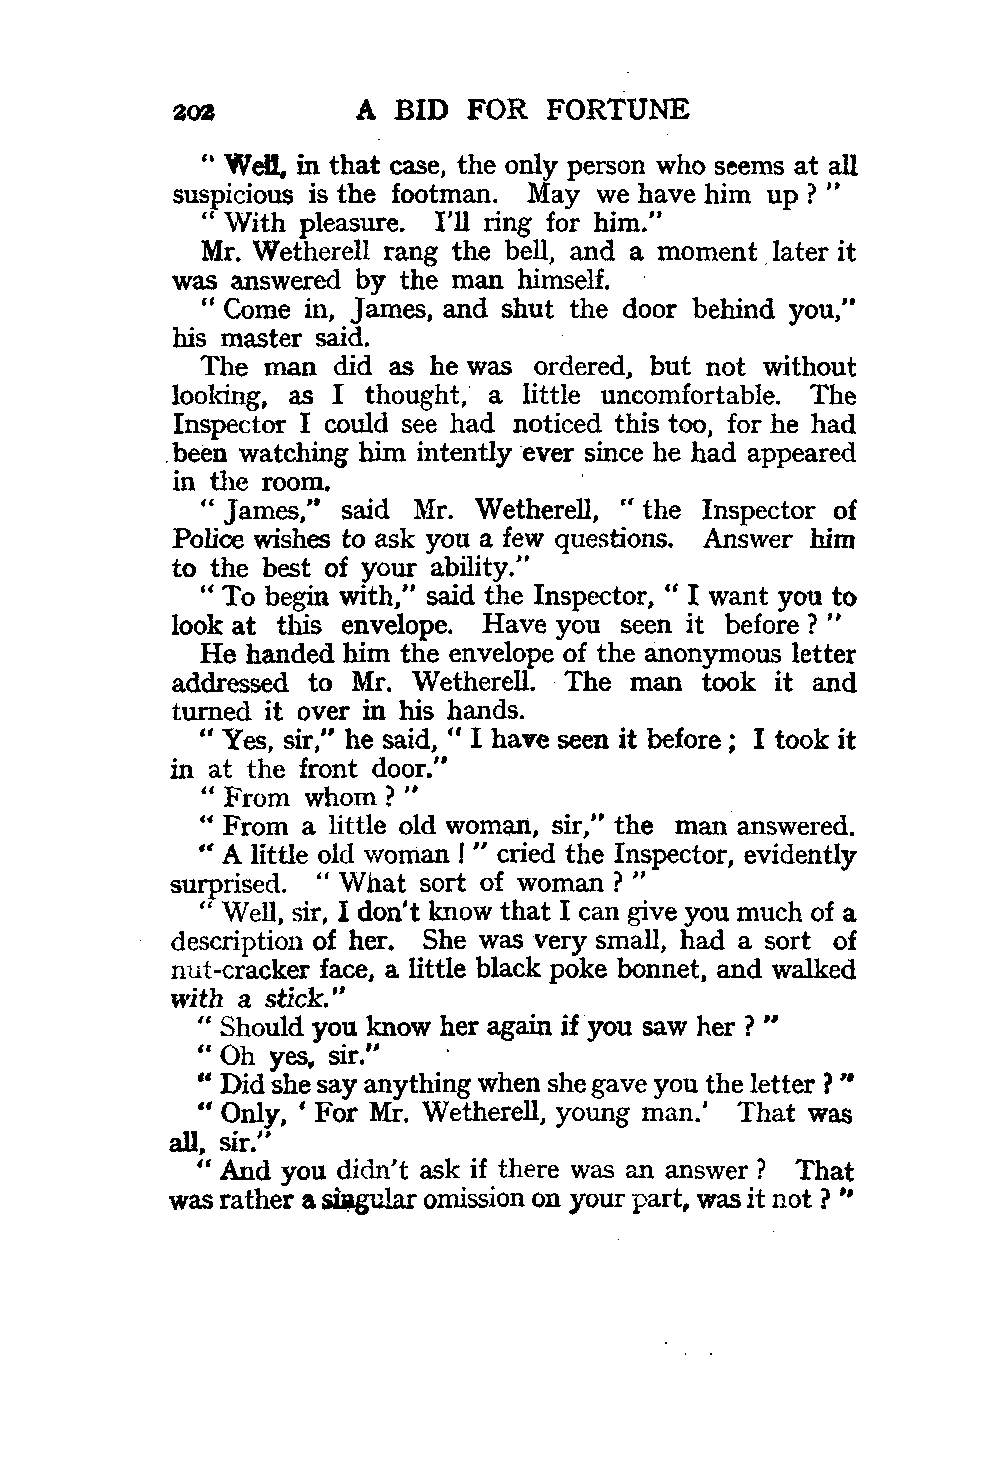 202 A BID FOR FORTUNE
“ Well, in that case, the only person who seems at all
suspicious is the footman. May we have him up ? ”
“ With pleasure. I'll ring for him.”
Mr. Wetherell rang the bell, and a moment later it
was answered by the man himself.
“ Come in, James, and shut the door behind you,”
his master said.
The man did as he was ordered, but not without
looking, as I thought, a little uncomfortable. The
Inspector I could see had noticed this too, for he had
been watching him intently ever since he had appeared
in the room.
“ James,” said Mr. Wetherell, “ the Inspector of
Police wishes to ask you a few questions. Answer him
to the best of your ability.”
“ To begin with,” said the Inspector, “ I want you to
look at this envelope. Have you seen it before ? ”
He handed him the envelope of the anonymous letter
addressed to Mr. Wetherell. The man took it and
turned it over in his hands.
“ Yes, sir,” he said, “ I have seen it before ; I took it
in at the front door.”
“ From whom ? ”
“ From a little old woman, sir,” the man answered.
“ A little old woman ! ” cried the Inspector, evidently
surprised. “ What sort of woman ? ”
“ Well, sir, I don't know that I can give you much of a
description of her. She was very small, had a sort of
nut-cracker face, a little black poke bonnet, and walked
with a stick.”
“ Should you know her again if you saw her ? ”
“ Oh yes, sir.”
“ Did she say anything when she gave you the letter ? ”
“ Only, ‘ For Mr. Wetherell, young man.’ That was
all, sir.”
“ And you didn't ask if there was an answer ? That
was rather a singular omission on your part, was it not ? ”